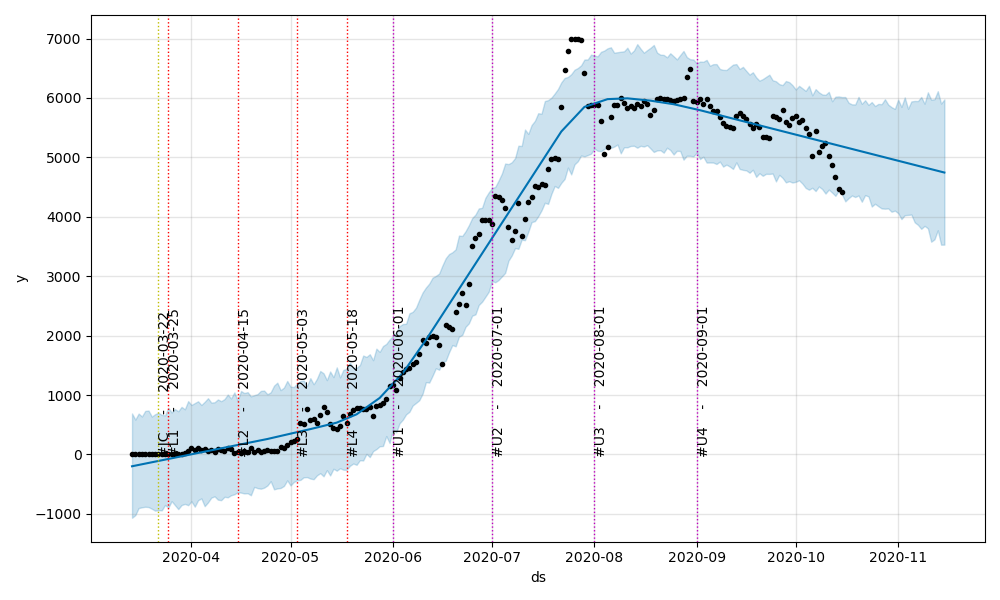 7000
6000
5000
4000
3000
2000
1000
0
−1000
y
#JC - 2020-03-22
#L1 - 2020-03-25
#L2 - 2020-04-15
#L3 - 2020-05-03
#L4 - 2020-05-18
#U1 - 2020-06-01
#U2 - 2020-07-01
#U3 - 2020-08-01
#U4 - 2020-09-01
2020-04
2020-05
2020-06
2020-07
2020-08
2020-09
2020-10
2020-11
ds